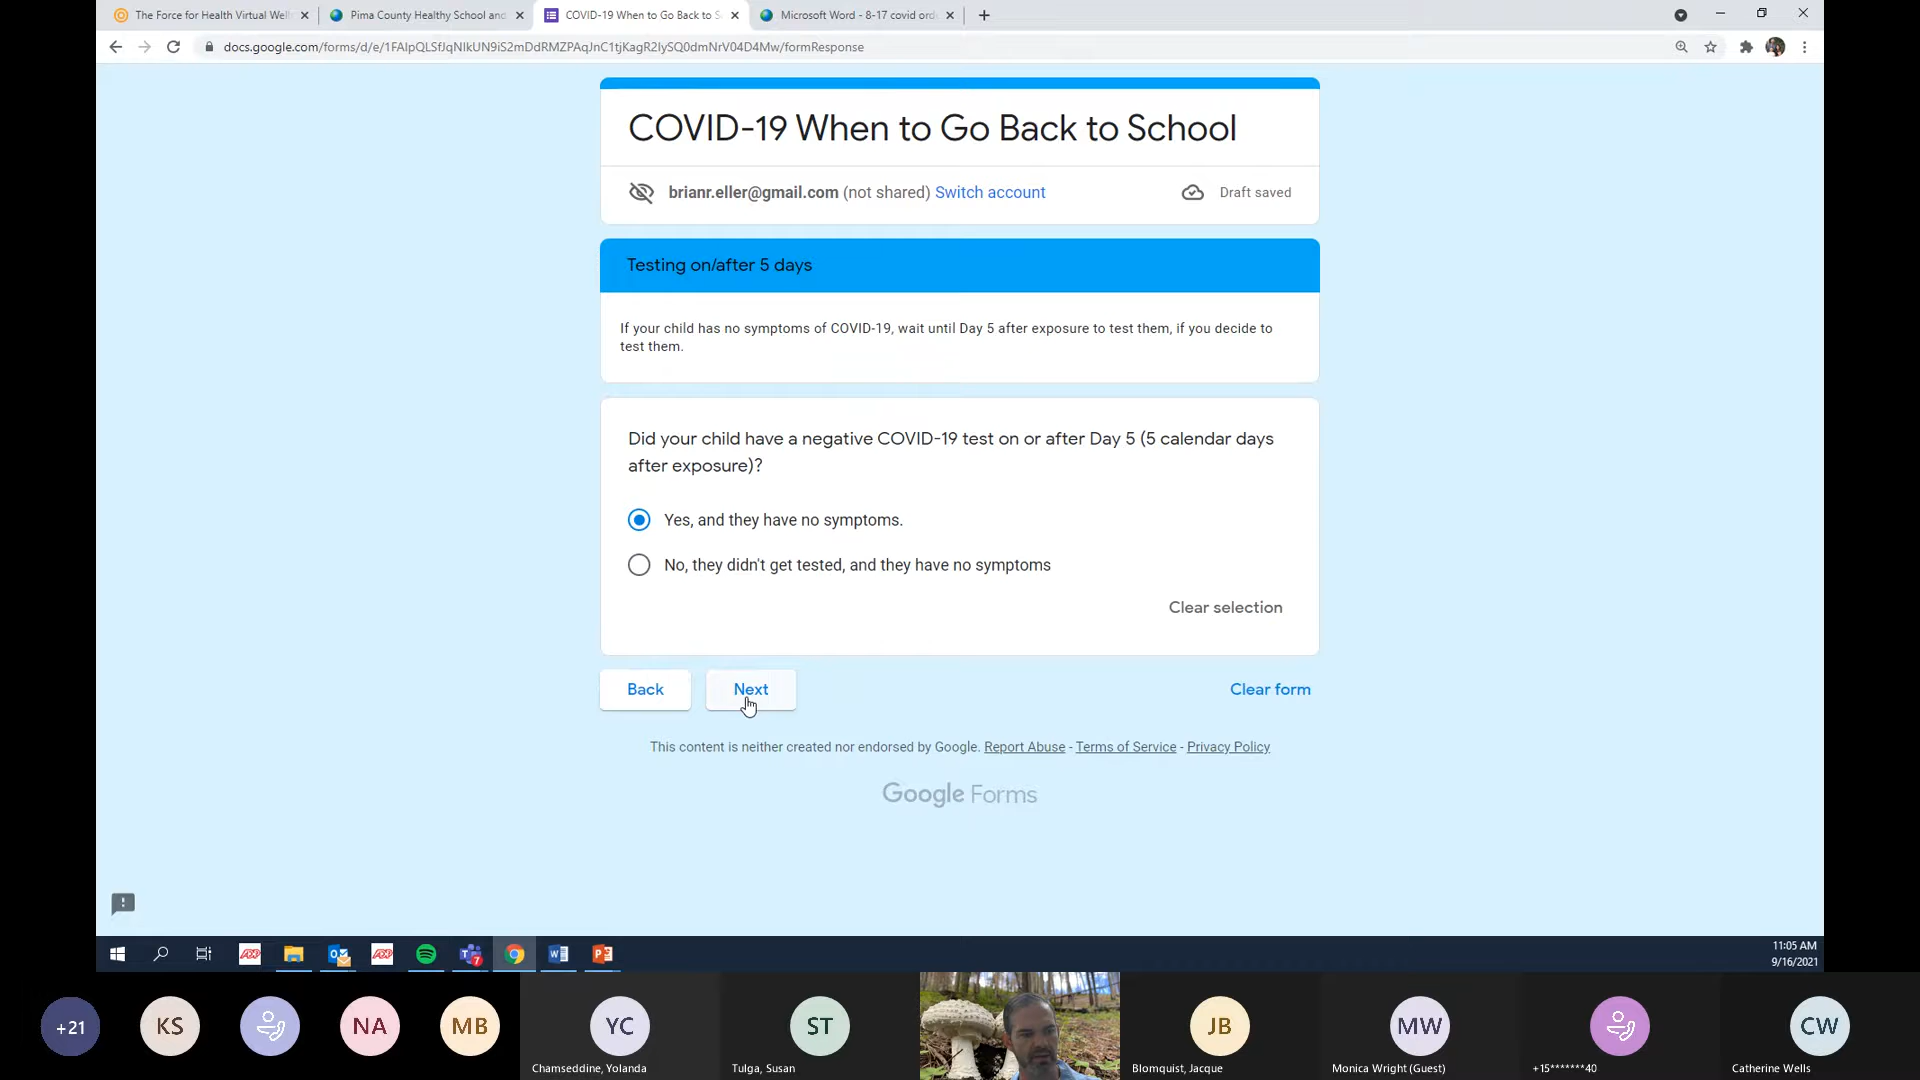 The Force for Health Virtual Well
Pima County Healthy School and
COVID-19 When to Go Back to S
Microsoft Word - 8-17 covid ord
docs.google.com/forms/d/e/1FAIpQLSfJqNlkUN9iS2mDdRMZPAqJnC1tjKagR2IySQ0dmNrV04D4Mw/formResponse
COVID-19 When to Go Back to School
brianr.eller@gmail.com (not shared) Switch account
Draft saved
Testing on/after 5 days
If your child has no symptoms of COVID-19, wait until Day 5 after exposure to test them, if you decide to
test them.
Did your child have a negative COVID-19 test on or after Day 5 (5 calendar days
after exposure)?
Yes, and they have no symptoms.
No, they didn't get tested, and they have no symptoms
Clear selection
Back
Next
Clear form
This content is neither created nor endorsed by Google. Report Abuse - Terms of Service - Privacy Policy
Google Forms
11:05 AM
9/16/2021
+21
KS
NA
MB
YC
ST
JB
MW
CW
Chamseddine, Yolanda
Tulga, Susan
Blomquist, Jacque
Monica Wright (Guest)
+15*******40
Catherine Wells